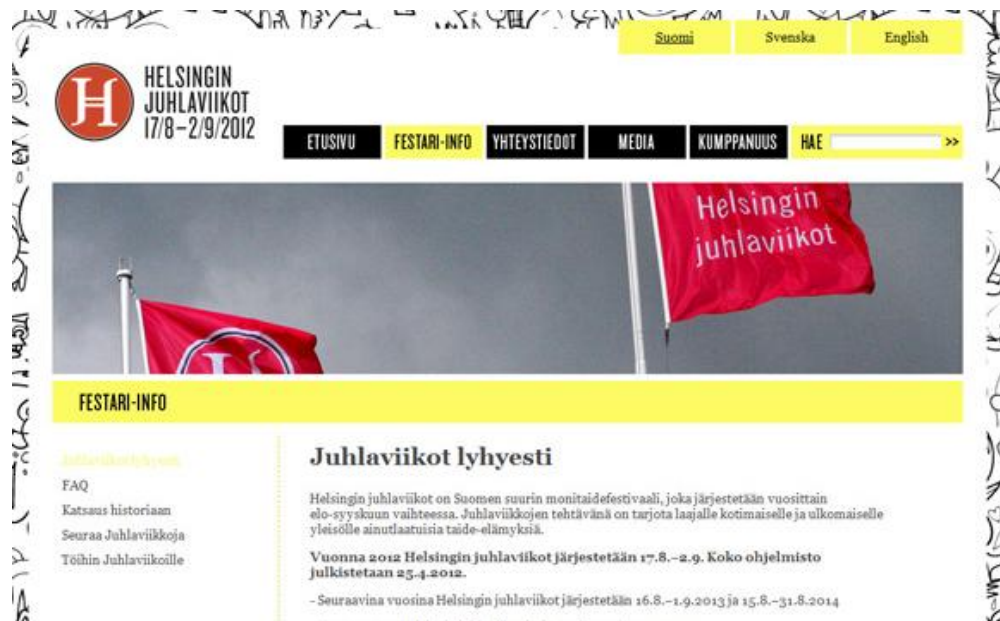 Suomi
Svenska
English
HELSINGIN
JUHLAVIIKOT
17/8–2/9/2012
ETUSIVU
FESTARI-INFO
YHTEYSTIEDOT
MEDIA
KUMPPANUUS
HAE
>>
Helsingin
juhlaviikot
FESTARI-INFO
Juhlaviikot lyhyesti
FAQ
Katsaus historiaan
Seuraa Juhlaviikkoja
Töihin Juhlaviikoille
Juhlaviikot lyhyesti
Helsingin juhlaviikot on Suomen suurin monitaidefestivaali, joka järjestetään vuosittain
elo-syyskuun vaihteessa. Juhlaviikkojen tehtävänä on tarjota laajalle kotimaiselle ja ulkomaiselle
yleisölle ainutlaatuisia taide-elämyksiä.
Vuonna 2012 Helsingin juhlaviikot järjestetään 17.8.–2.9. Koko ohjelmisto
julkistetaan 25.4.2012.
- Seuraavina vuosina Helsingin juhlaviikot järjestetään 16.8.–1.9.2013 ja 15.8.–31.8.2014